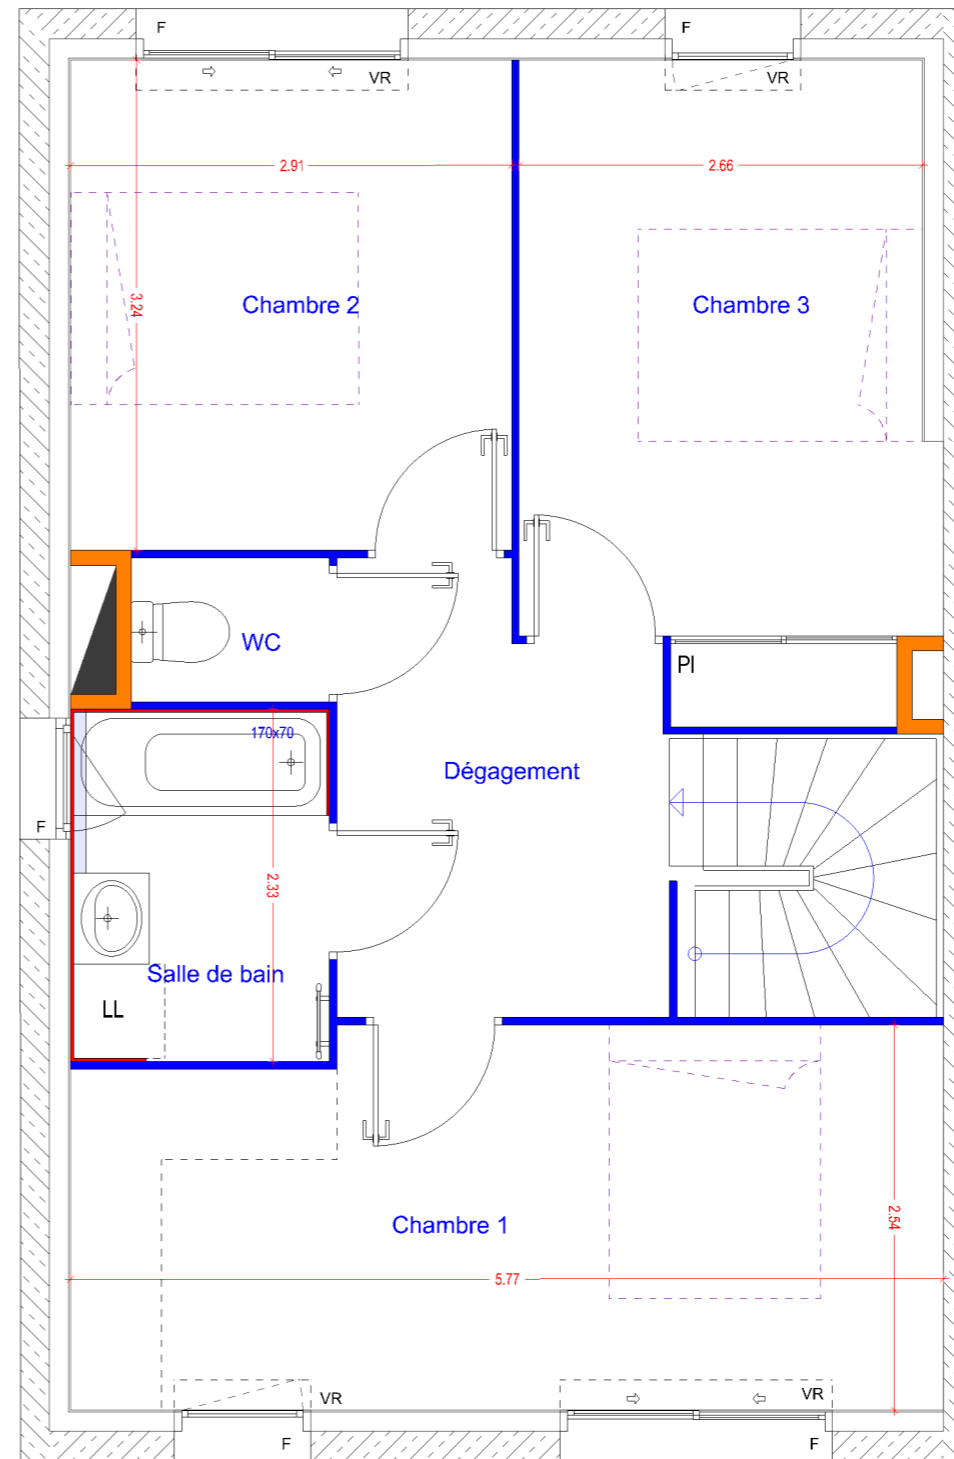 F
F
VR
VR
2.91
2.66
3.24
Chambre 2
Chambre 3
WC
Pl
170x70
Dégagement
F
2.33
Salle de bain
LL
Chambre 1
2.54
5.77
VR
VR
F
F